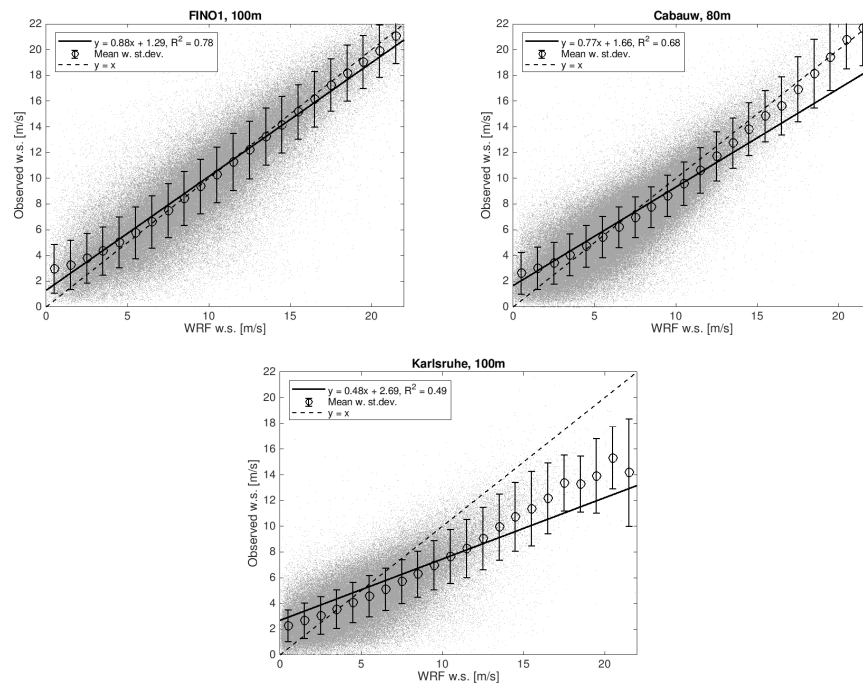 FINO1, 100m
y = 0.88x + 1.29, R² = 0.78
Mean w. st.dev.
y = x
22
20
18
16
14
12
10
8
6
4
2
0
Observed w.s. [m/s]
0 5 10 15 20
WRF w.s. [m/s]
Cabauw, 80m
y = 0.77x + 1.66, R² = 0.68
Mean w. st.dev.
y = x
22
20
18
16
14
12
10
8
6
4
2
0
Observed w.s. [m/s]
0 5 10 15 20
WRF w.s. [m/s]
Karlsruhe, 100m
y = 0.48x + 2.69, R² = 0.49
Mean w. st.dev.
y = x
22
20
18
16
14
12
10
8
6
4
2
0
Observed w.s. [m/s]
0 5 10 15 20
WRF w.s. [m/s]